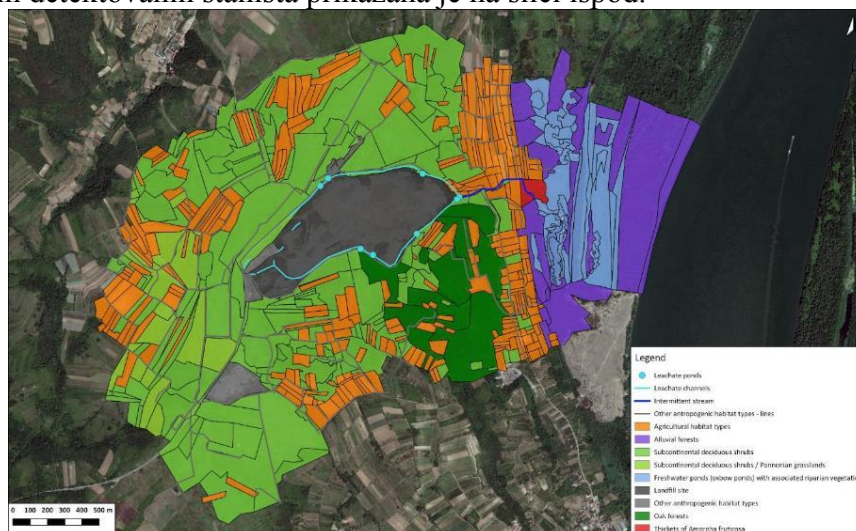 detektovanih staništa prikazana je na slici ispod.
Legend
Leachate ponds
Leachate channels
Intermittent stream
Other antropogenic habitat types - lines
Agricultural habitat types
Alluvial forests
Subcontinental deciduous shrubs
Subcontinental deciduous shrubs / Pannonian grasslands
Freshwater ponds (oxbow ponds) with associated riparian vegetatio
Landfill site
Other anthropogenic habitat types
Oak forests
Thickets of Amorpha fruticosa
0 100 200 300 400 500 m